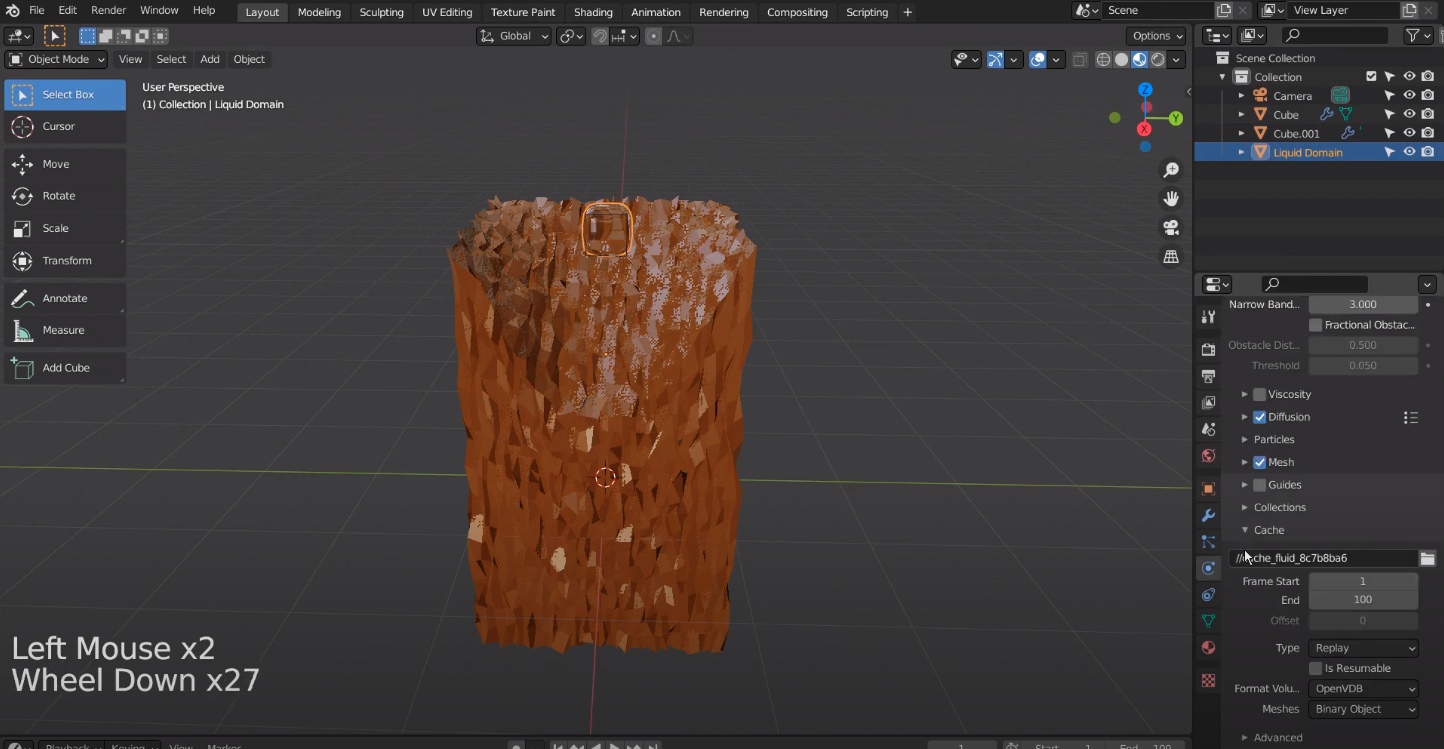 File Edit Render Window Help Layout Modeling Sculpting UV Editing Texture Paint Shading Animation Rendering Compositing Scripting + Scene View Layer
Global Options
Object Mode View Select Add Object
Select Box
Cursor
Move
Rotate
Scale
Transform
Annotate
Measure
Add Cube
User Perspective
(1) Collection | Liquid Domain
Z
Y
X
Left Mouse x2
Wheel Down x27
Scene Collection
Collection
Camera
Cube
Cube.001
Liquid Domain
Narrow Band... 3.000
Fractional Obstac...
Obstacle Dist... 0.500
Threshold 0.050
Viscosity
Diffusion
Particles
Mesh
Guides
Collections
Cache
Frame Start 1
End 100
Offset 0
Type Replay
Is Resumable
Format Volu... OpenVDB
Meshes Binary Object
Advanced
Playback Keying View Marker 1 Start 1 End 100